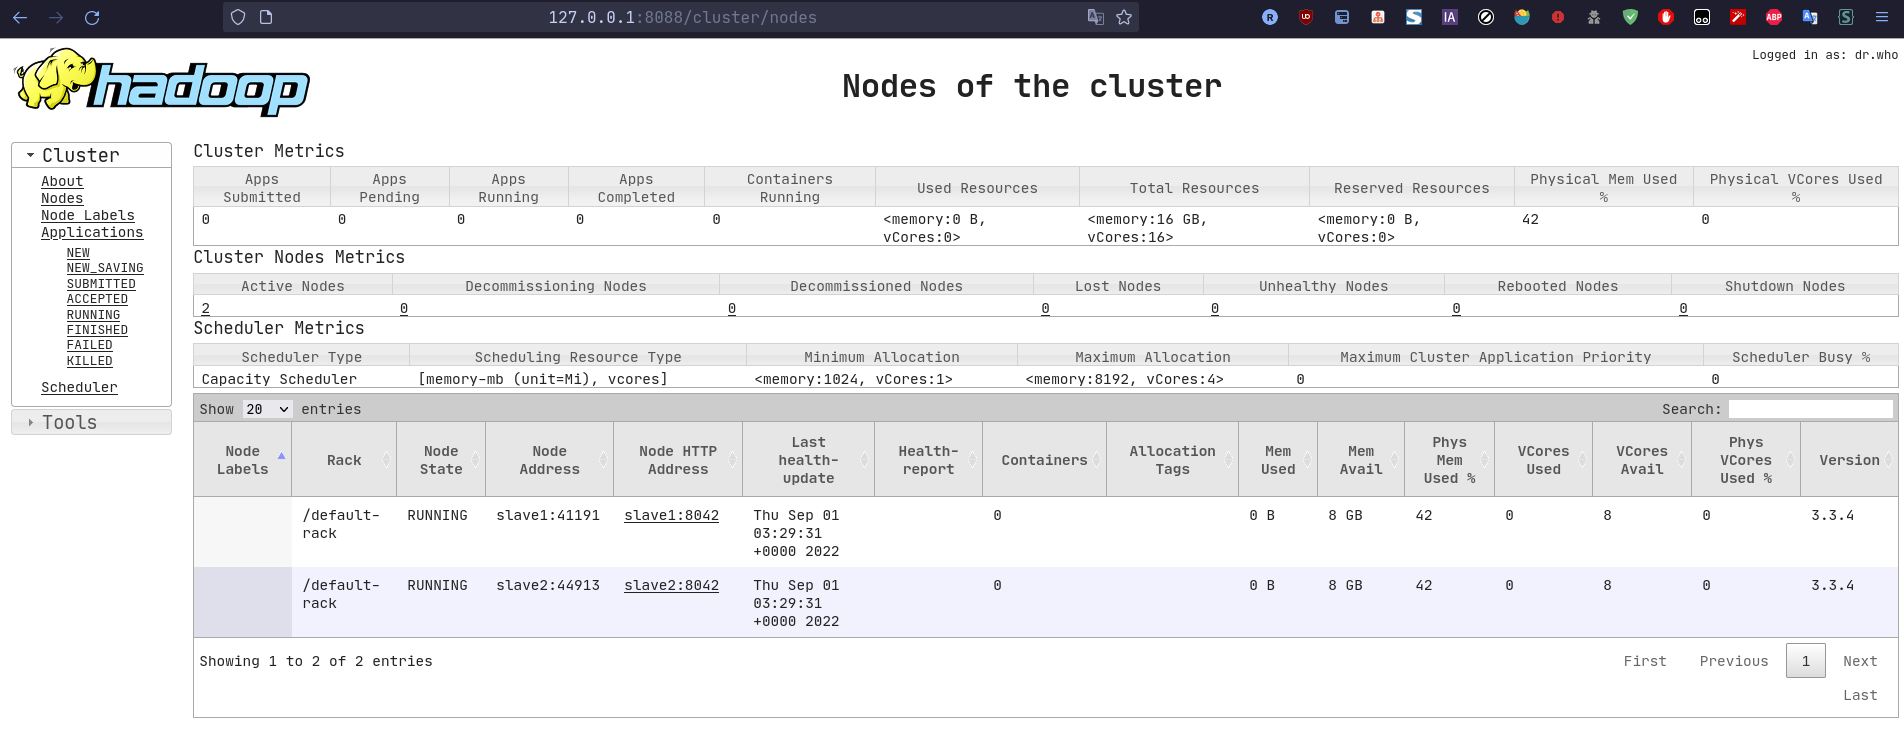 127.0.0.1:8088/cluster/nodes
Logged in as: dr.who
hadoop
Nodes of the cluster
Cluster
About
Nodes
Node Labels
Applications
NEW
NEW_SAVING
SUBMITTED
ACCEPTED
RUNNING
FINISHED
FAILED
KILLED
Scheduler
Tools
Cluster Metrics
Apps Submitted Apps Pending Apps Running Apps Completed Containers Running Used Resources Total Resources Reserved Resources Physical Mem Used % Physical VCores Used %
0 0 0 0 0 <memory:0 B, vCores:0> <memory:16 GB, vCores:16> <memory:0 B, vCores:0> 42 0
Cluster Nodes Metrics
Active Nodes Decommissioning Nodes Decommissioned Nodes Lost Nodes Unhealthy Nodes Rebooted Nodes Shutdown Nodes
2 0 0 0 0 0 0
Scheduler Metrics
Scheduler Type Scheduling Resource Type Minimum Allocation Maximum Allocation Maximum Cluster Application Priority Scheduler Busy %
Capacity Scheduler [memory-mb (unit=Mi), vcores] <memory:1024, vCores:1> <memory:8192, vCores:4> 0 0
Show 20 entries Search:
Node Labels Rack Node State Node Address Node HTTP Address Last health-update Health-report Containers Allocation Tags Mem Used Mem Avail Phys Mem Used % VCores Used VCores Avail Phys VCores Used % Version
/default-rack RUNNING slave1:41191 slave1:8042 Thu Sep 01 03:29:31 +0000 2022 0 0 B 8 GB 42 0 8 0 3.3.4
/default-rack RUNNING slave2:44913 slave2:8042 Thu Sep 01 03:29:31 +0000 2022 0 0 B 8 GB 42 0 8 0 3.3.4
Showing 1 to 2 of 2 entries First Previous 1 Next
Last